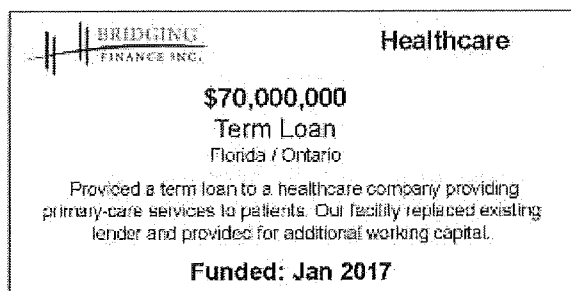 BRIDGING
FINANCE INC.
Healthcare
$70,000,000
Term Loan
Florida / Ontario
Provided a term loan to a healthcare company providing
primary-care services to patients. Our facility replaced existing
lender and provided for additional working capital.
Funded: Jan 2017